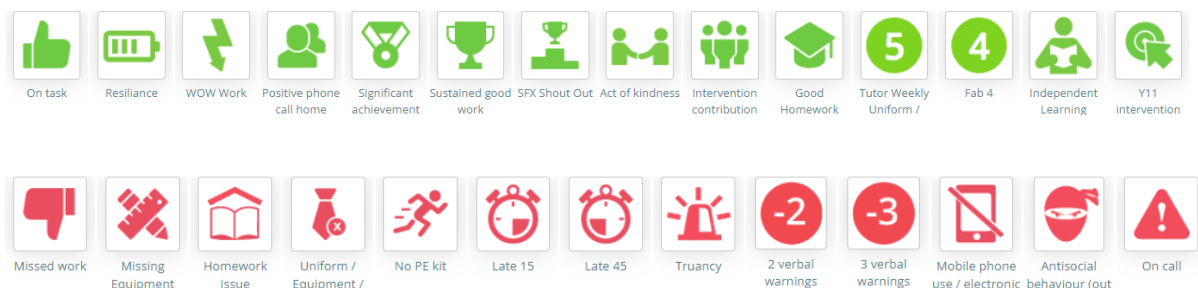 5
4
On task
Resiliance
WOW Work
Positive phone
call home
Significant
achievement
Sustained good
work
SFX Shout Out
Act of kindness
Intervention
contribution
Good
Homework
Tutor Weekly
Uniform /
Fab 4
Independent
Learning
Y11
intervention
-2
-3
Missed work
Missing
Equipment
Homework
issue
Uniform /
Equipment /
No PE kit
Late 15
Late 45
Truancy
2 verbal
warnings
3 verbal
warnings
Mobile phone
use / electronic
Antisocial
behaviour (out
On call